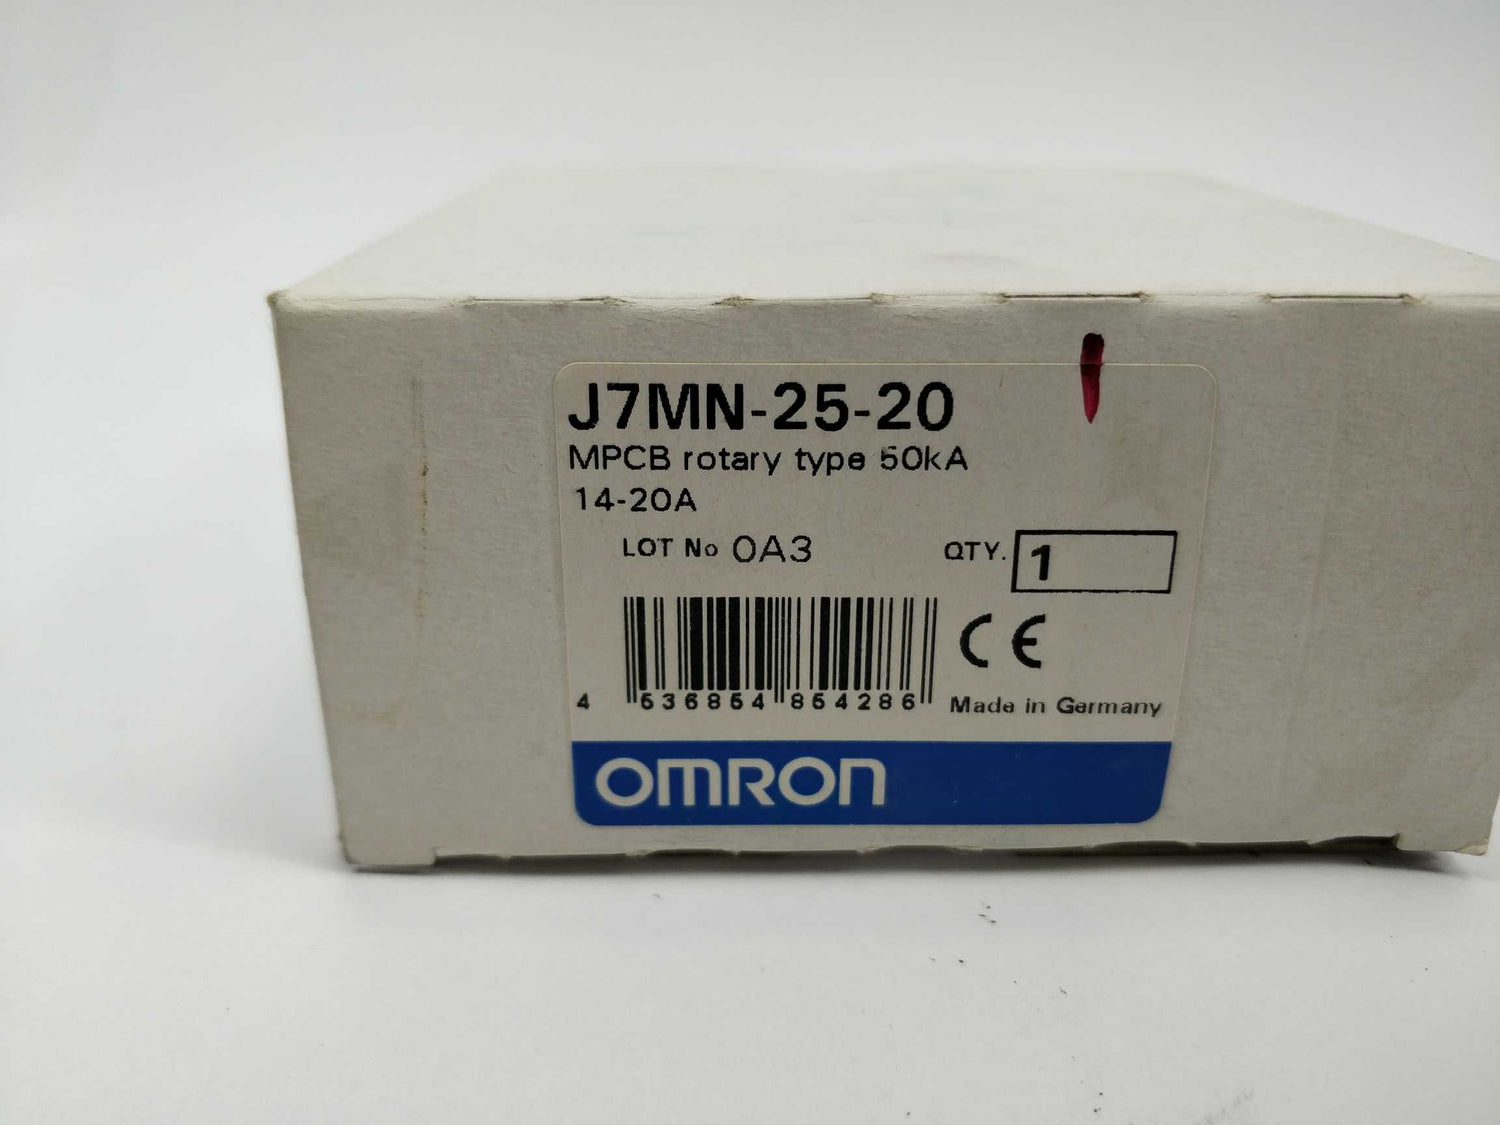 J7MN-25-20
MPCB rotary type 50kA
14-20A
LOT No 0A3 QTY. 1
CE
4 536854 854286
Made in Germany
OMRON